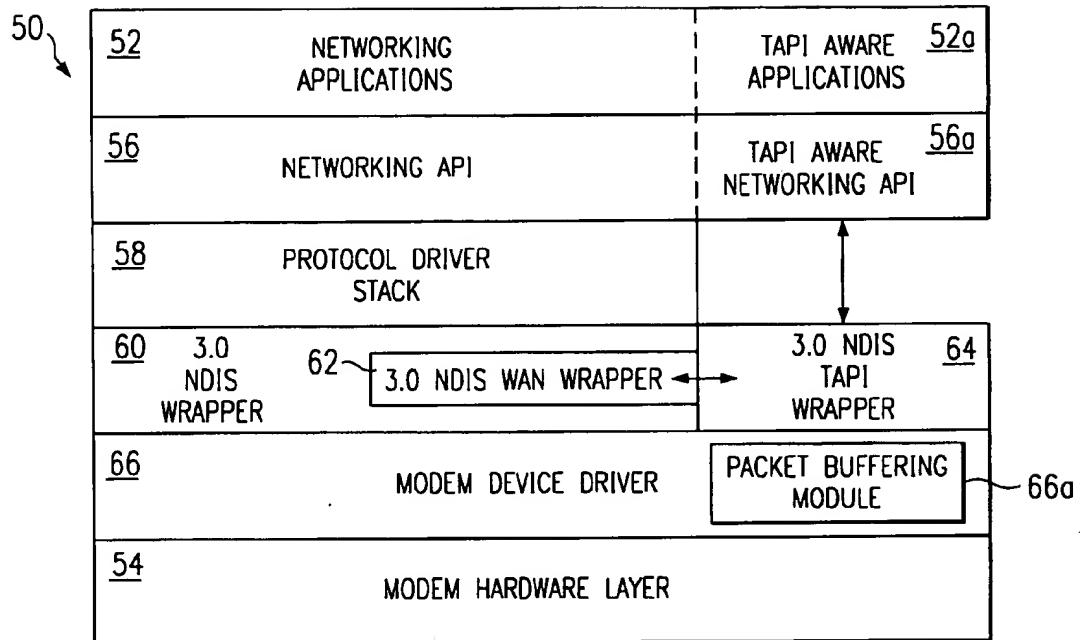 50
52
NETWORKING
APPLICATIONS
TAPI AWARE
APPLICATIONS
52a
56
NETWORKING API
TAPI AWARE
NETWORKING API
56a
58
PROTOCOL DRIVER
STACK
60
3.0
NDIS
WRAPPER
62
3.0 NDIS WAN WRAPPER
3.0 NDIS
TAPI
WRAPPER
64
66
MODEM DEVICE DRIVER
PACKET BUFFERING
MODULE
66a
54
MODEM HARDWARE LAYER